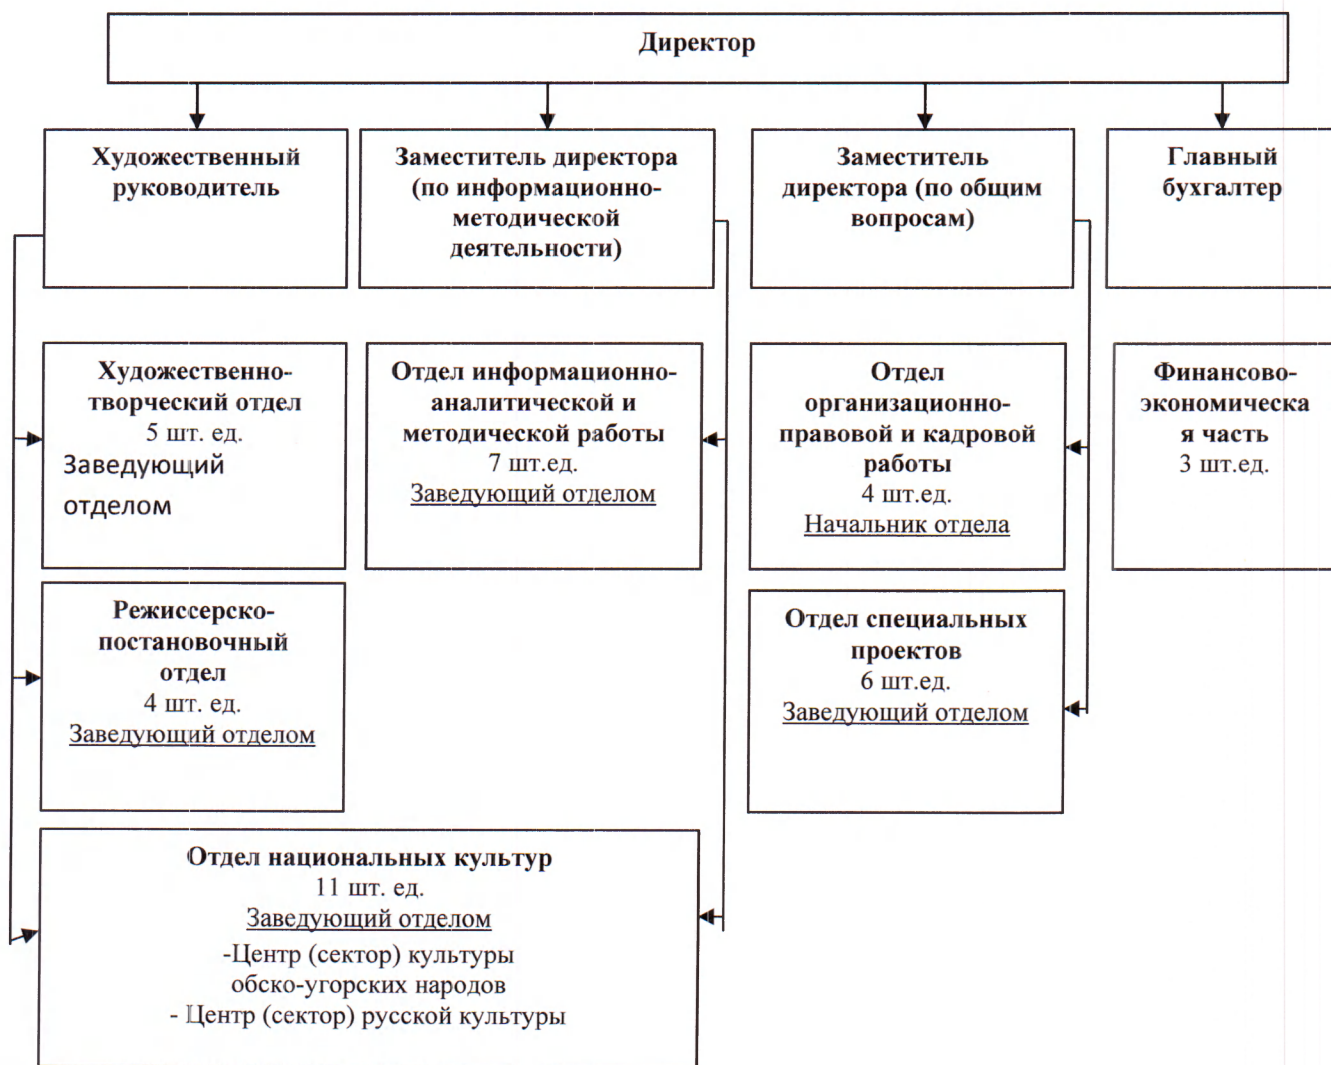 Директор
Художественный
руководитель
Заместитель директора
(по информационно-
методической
деятельности)
Заместитель
директора (по общим
вопросам)
Главный
бухгалтер
Художественно-
творческий отдел
5 шт. ед.
Заведующий
отделом
Отдел информационно-
аналитической и
методической работы
7 шт.ед.
Заведующий отделом
Отдел
организационно-
правовой и кадровой
работы
4 шт.ед.
Начальник отдела
Финансово-
экономическа
я часть
3 шт.ед.
Режиссерско-
постановочный
отдел
4 шт. ед.
Заведующий отделом
Отдел специальных
проектов
6 шт.ед.
Заведующий отделом
Отдел национальных культур
11 шт. ед.
Заведующий отделом
-Центр (сектор) культуры
обско-угорских народов
- Центр (сектор) русской культуры